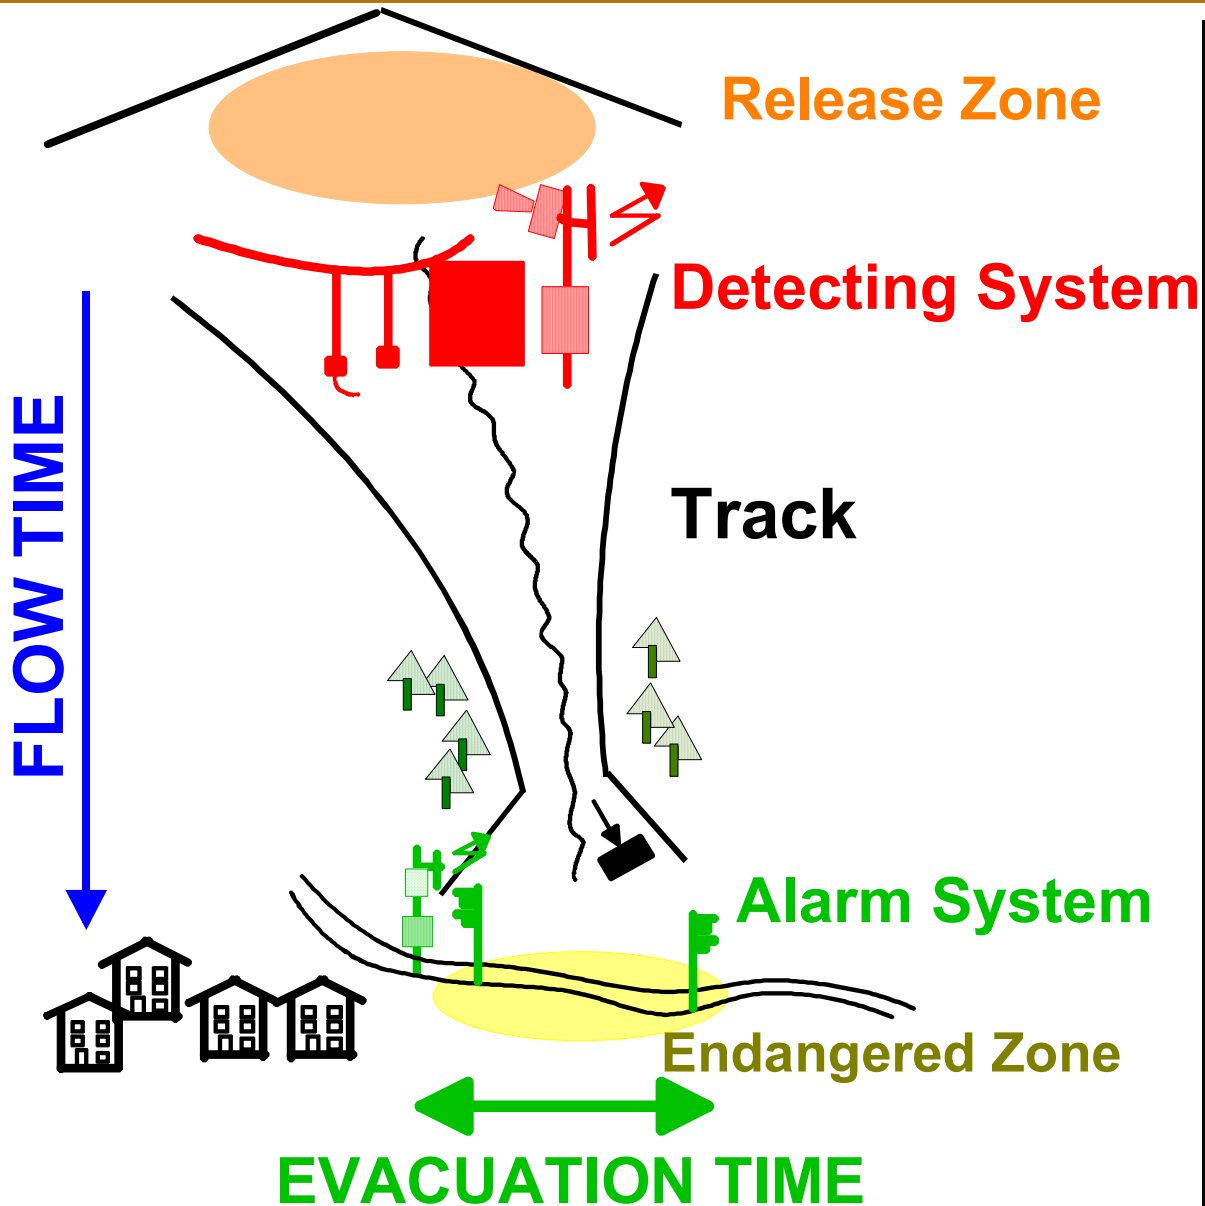 Release Zone
Detecting System
FLOW TIME
Track
Alarm System
Endangered Zone
EVACUATION TIME